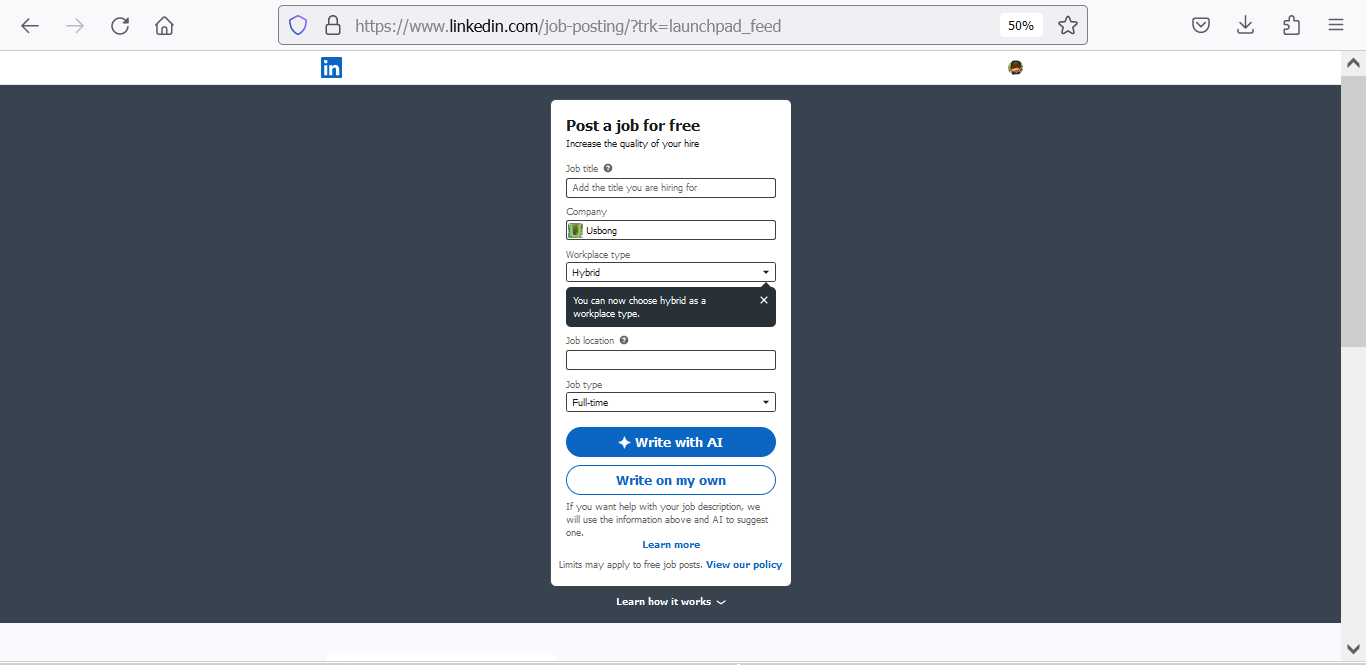 https://www.linkedin.com/job-posting/?trk=launchpad_feed
50%
in
Post a job for free
Increase the quality of your hire
Job title ?
Add the title you are hiring for
Company
Usbong
Workplace type
Hybrid
You can now choose hybrid as a
workplace type.
Job location ?
Job type
Full-time
Write with AI
Write on my own
If you want help with your job description, we
will use the information above and AI to suggest
one.
Learn more
Limits may apply to free job posts. View our policy
Learn how it works